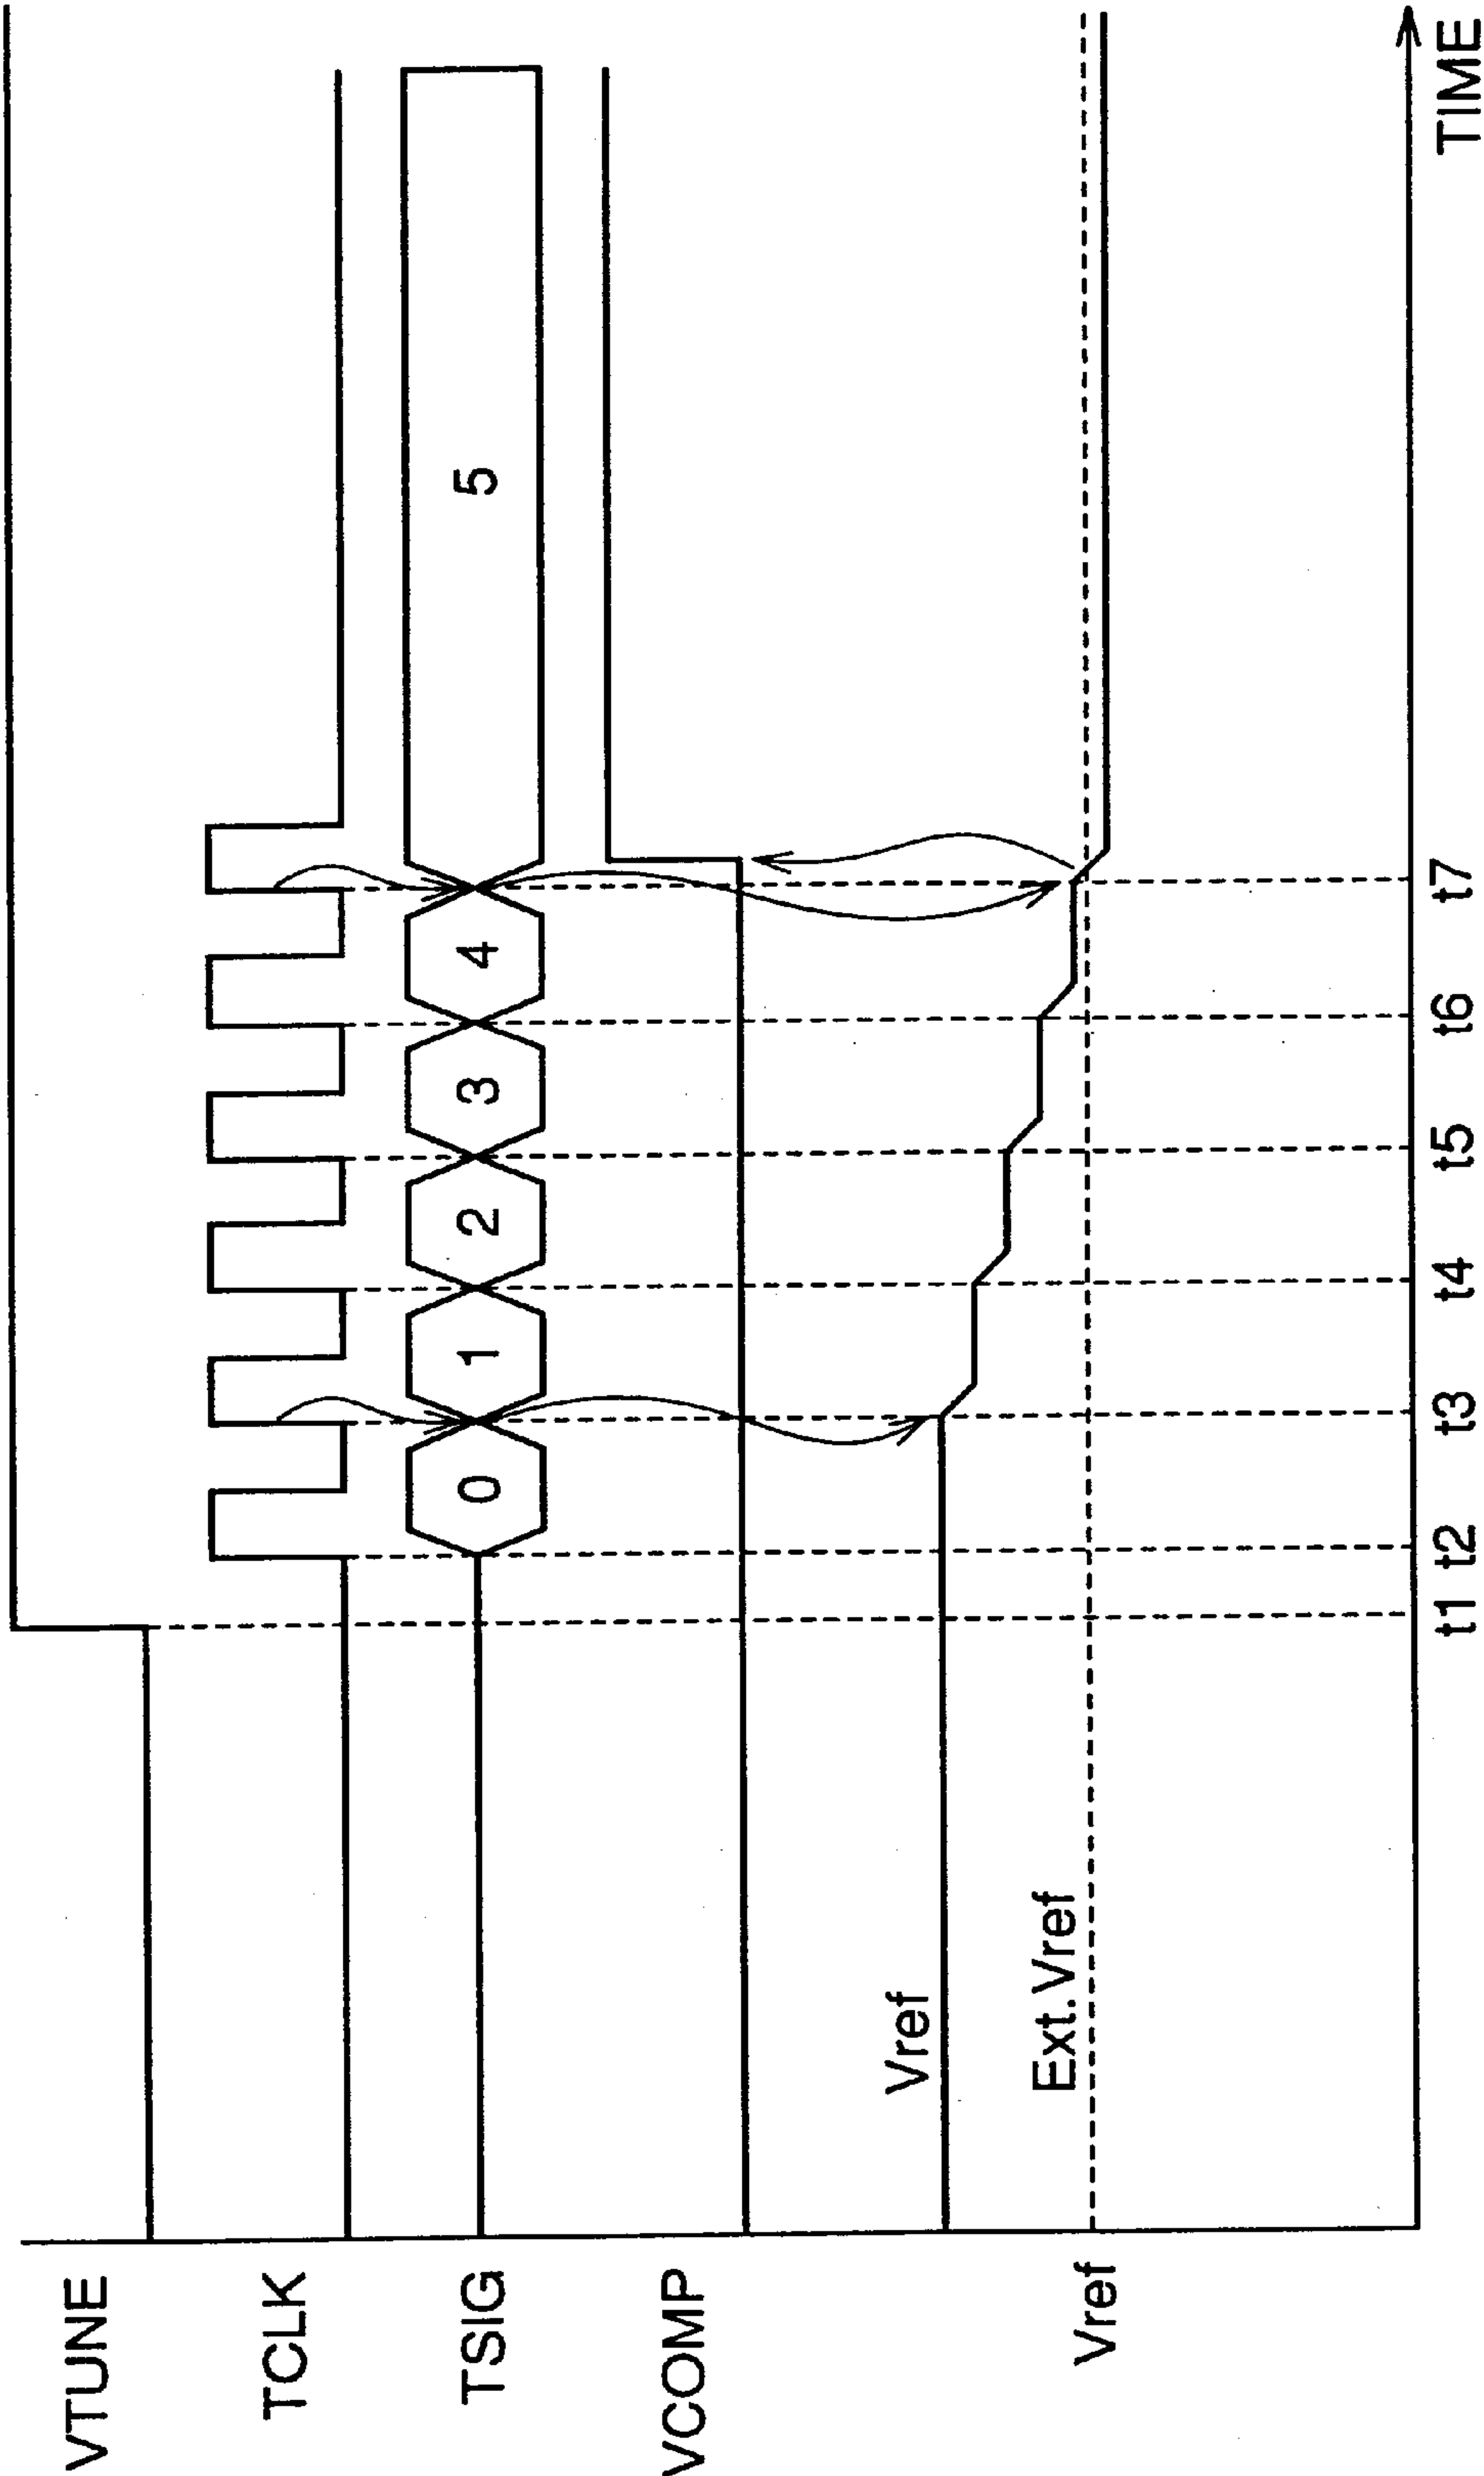 VTUNE
TCLK
TSIG
0 1 2 3 4 5
VCOMP
Vref
Ext.Vref
Vref
t1 t2 t3 t4 t5 t6 t7
TIME